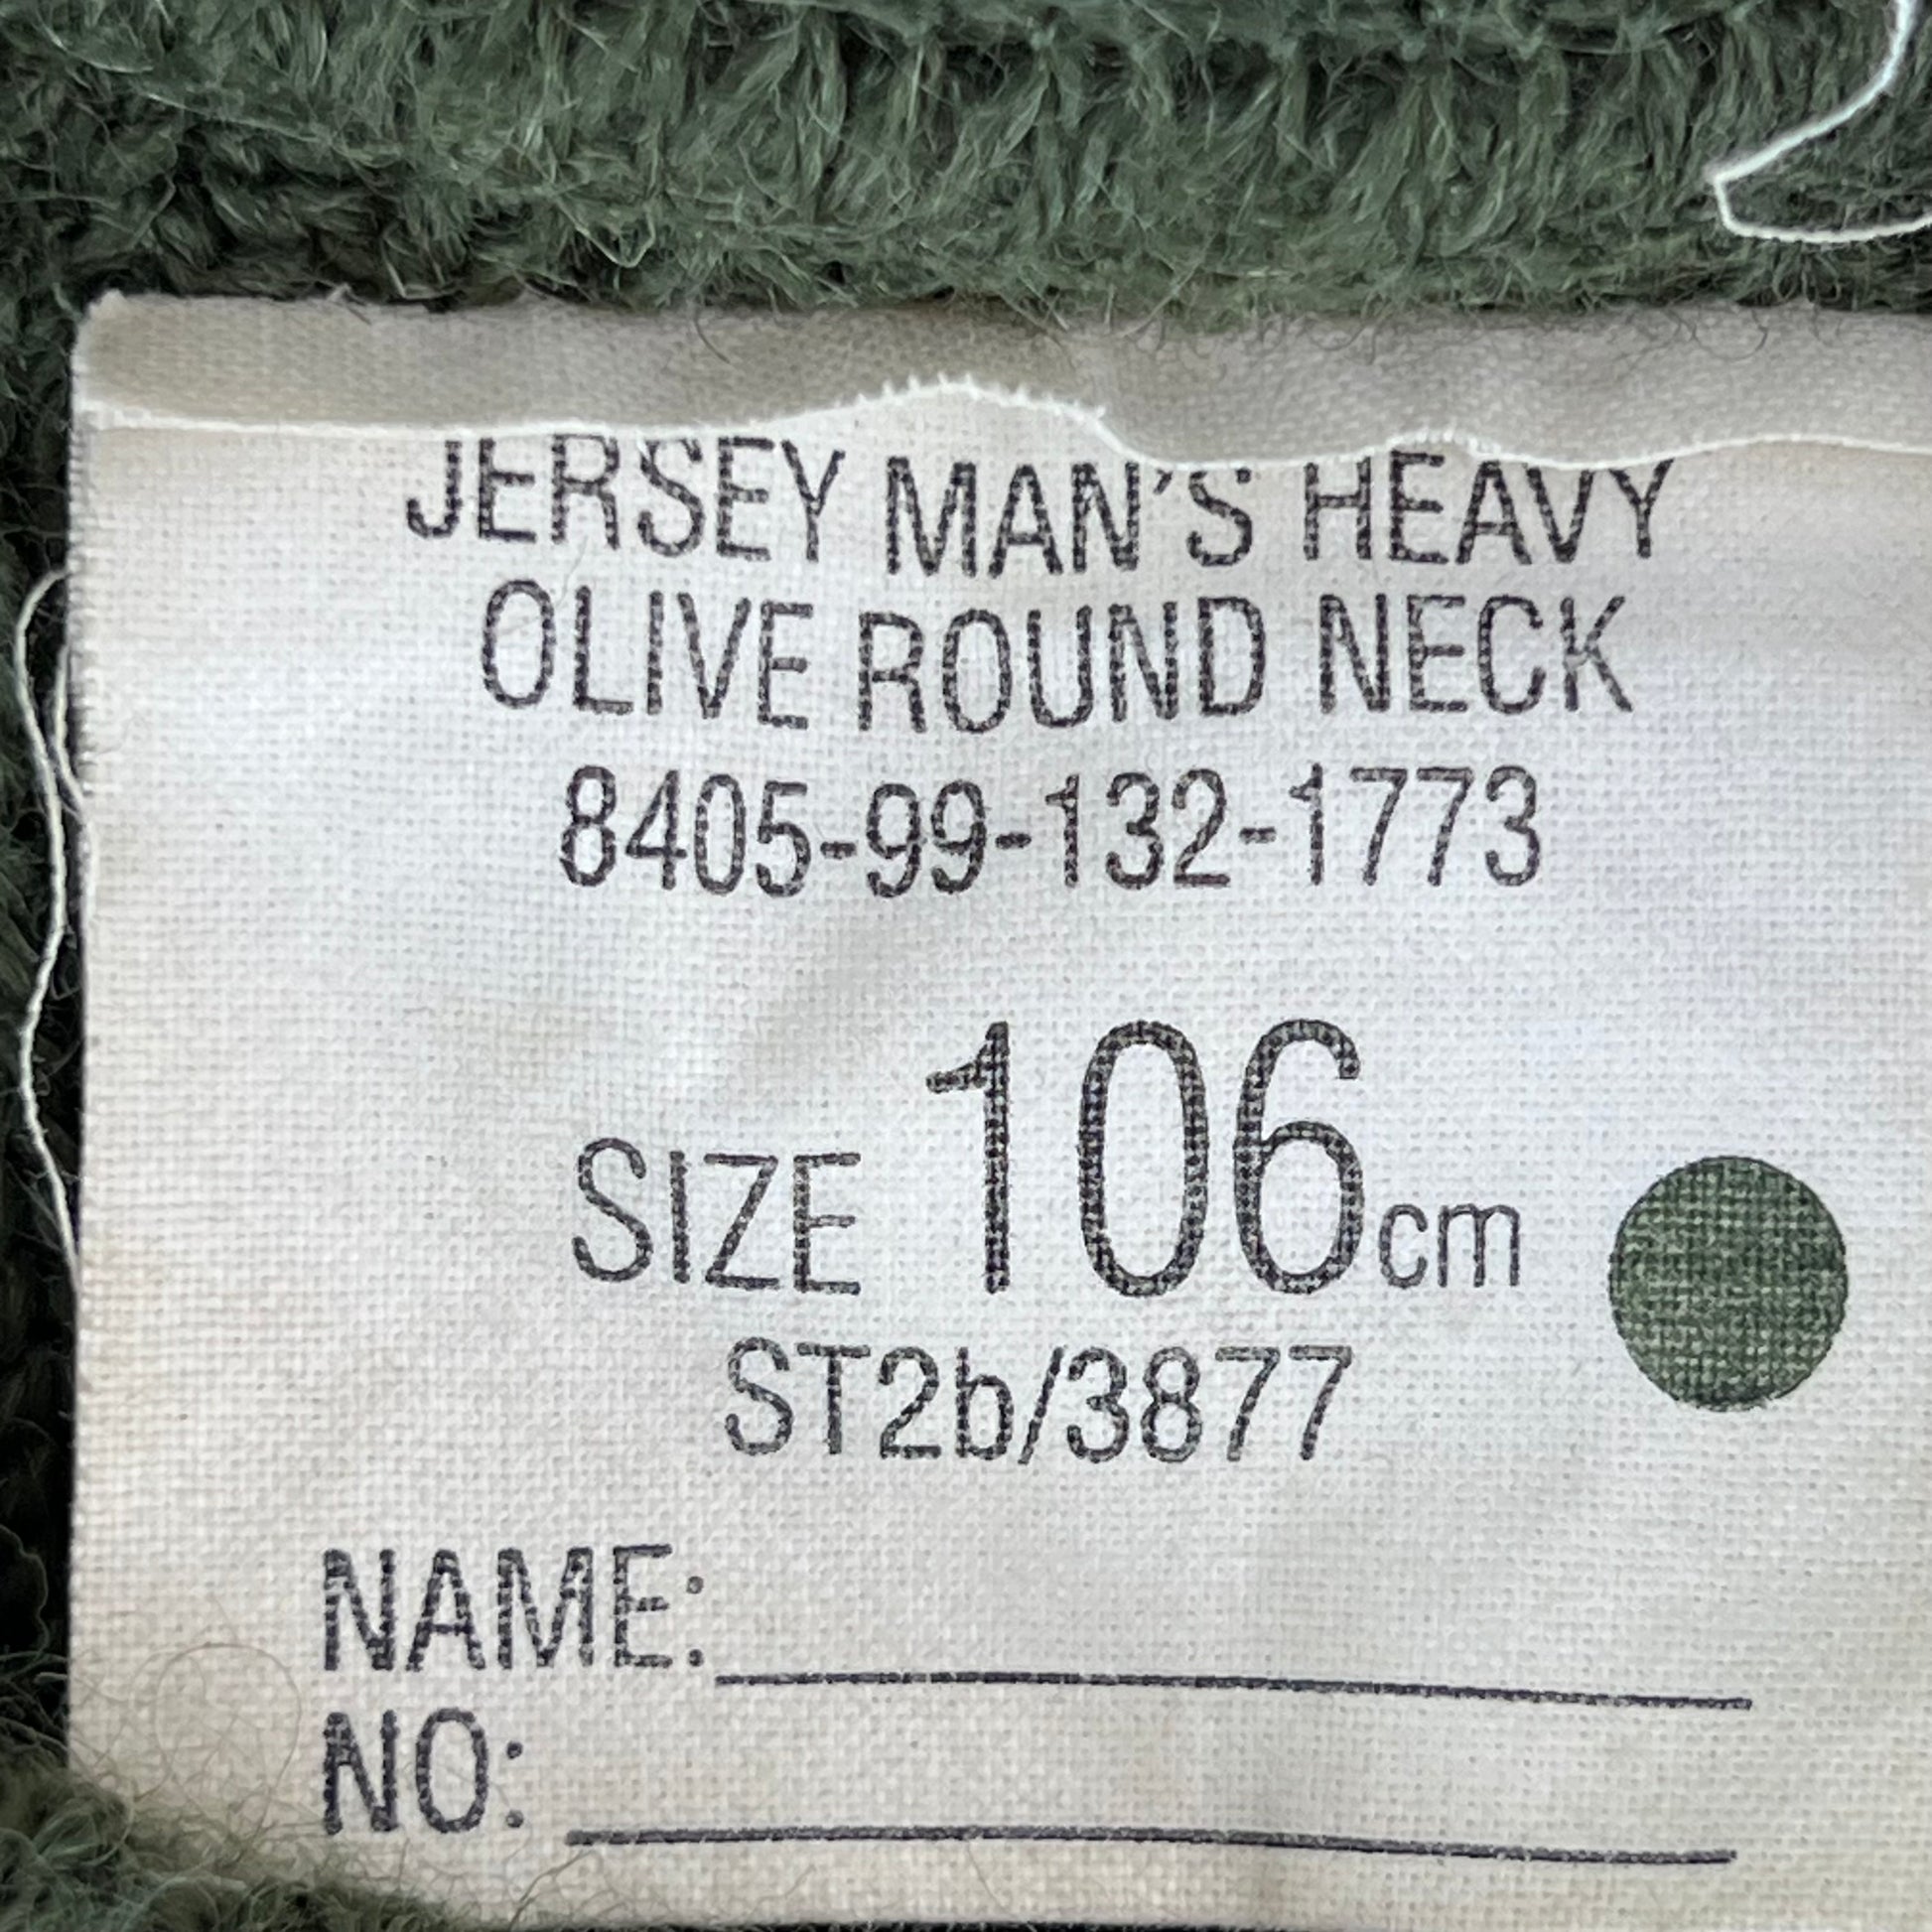 JERSEY MAN'S HEAVY
OLIVE ROUND NECK
8405-99-132-1773
SIZE 106cm
ST2b/3877
NAME:
NO: